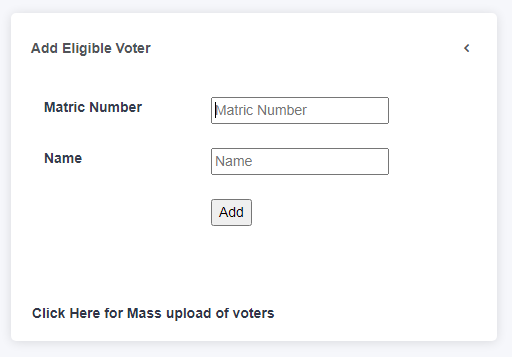 Add Eligible Voter
Matric Number
Matric Number
Name
Name
Add
Click Here for Mass upload of voters